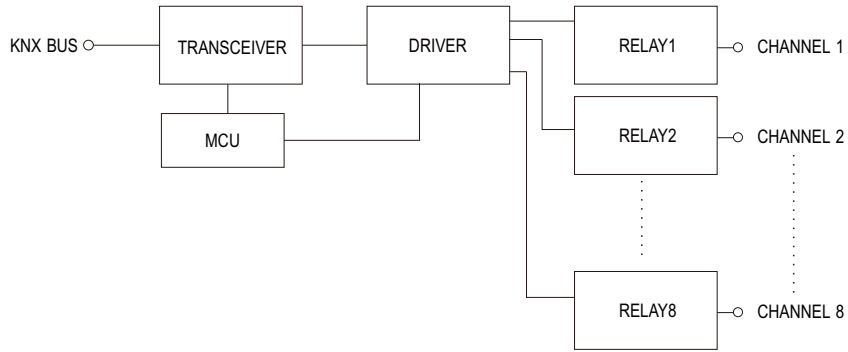 KNX BUS
TRANSCEIVER
DRIVER
RELAY1
CHANNEL 1
MCU
RELAY2
CHANNEL 2
RELAY8
CHANNEL 8